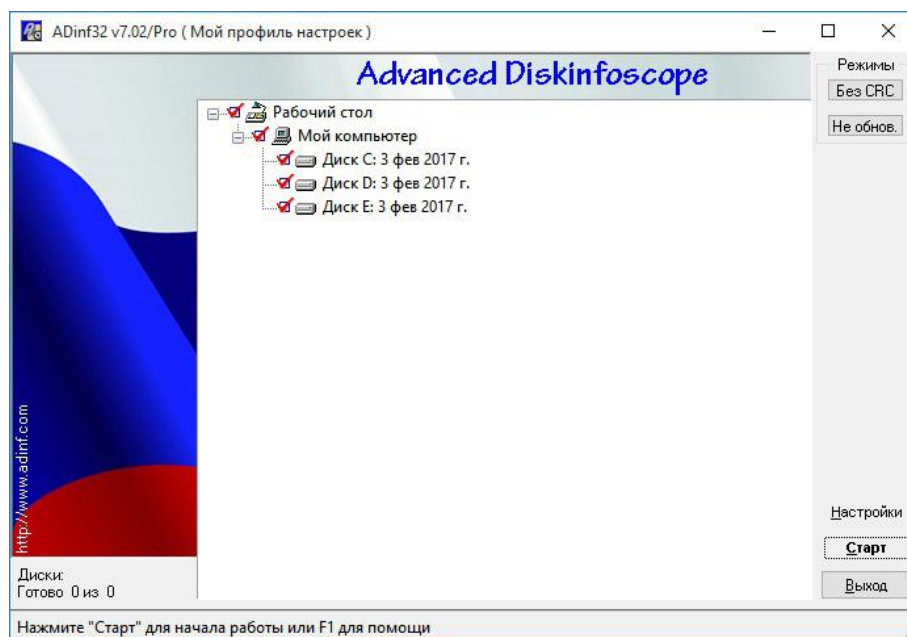 ADinf32 v7.02/Pro ( Мой профиль настроек )
Advanced Diskinfoscope
Режимы
Без CRC
Не обнов.
Рабочий стол
Мой компьютер
Диск C: 3 фев 2017 г.
Диск D: 3 фев 2017 г.
Диск E: 3 фев 2017 г.
http://www.adinf.com
Настройки
Старт
Выход
Диски:
Готово 0 из 0
Нажмите "Старт" для начала работы или F1 для помощи